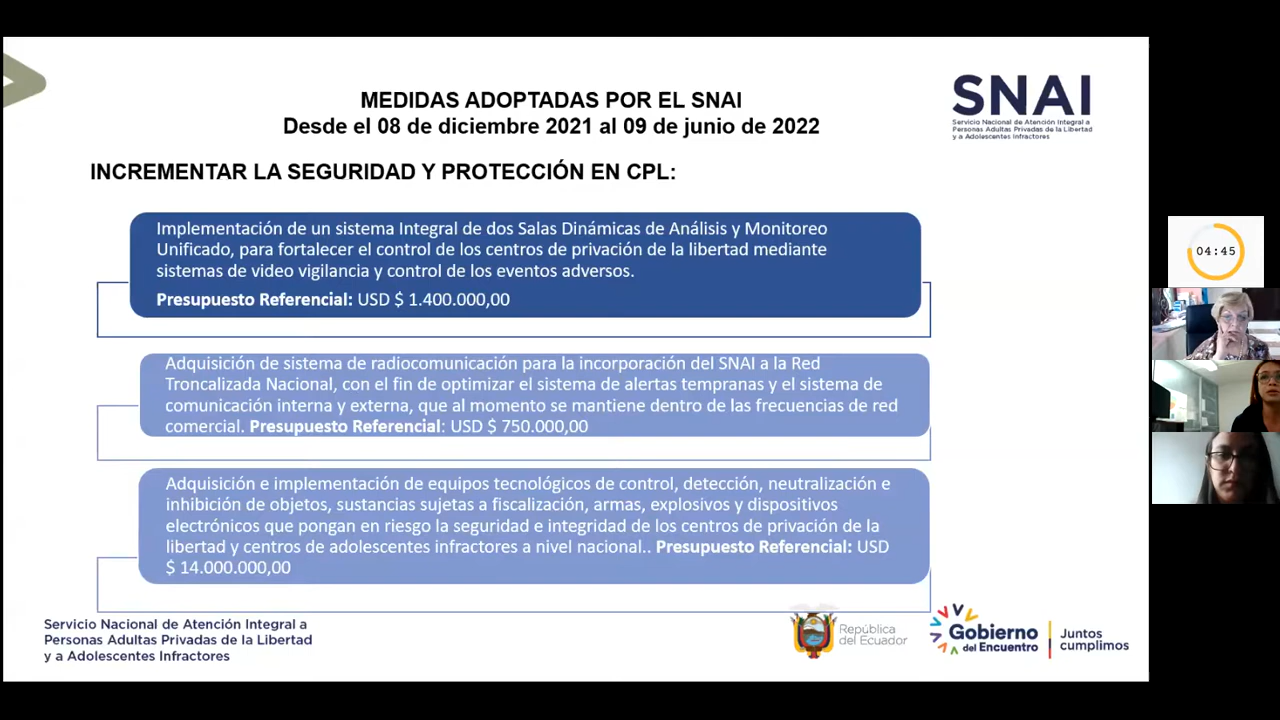 MEDIDAS ADOPTADAS POR EL SNAI
Desde el 08 de diciembre 2021 al 09 de junio de 2022
SNAI
Servicio Nacional de Atención Integral a
Personas Adultas Privadas de la Libertad
y a Adolescentes Infractores
INCREMENTAR LA SEGURIDAD Y PROTECCIÓN EN CPL:
Implementación de un sistema Integral de dos Salas Dinámicas de Análisis y Monitoreo
Unificado, para fortalecer el control de los centros de privación de la libertad mediante
sistemas de video vigilancia y control de los eventos adversos.
Presupuesto Referencial: USD $ 1.400.000,00
Adquisición de sistema de radiocomunicación para la incorporación del SNAI a la Red
Troncalizada Nacional, con el fin de optimizar el sistema de alertas tempranas y el sistema de
comunicación interna y externa, que al momento se mantiene dentro de las frecuencias de red
comercial. Presupuesto Referencial: USD $ 750.000,00
Adquisición e implementación de equipos tecnológicos de control, detección, neutralización e
inhibición de objetos, sustancias sujetas a fiscalización, armas, explosivos y dispositivos
electrónicos que pongan en riesgo la seguridad e integridad de los centros de privación de la
libertad y centros de adolescentes infractores a nivel nacional.. Presupuesto Referencial: USD
$ 14.000.000,00
Servicio Nacional de Atención Integral a
Personas Adultas Privadas de la Libertad
y a Adolescentes Infractores
República
del Ecuador
Gobierno
del Encuentro
Juntos
cumplimos
04:45